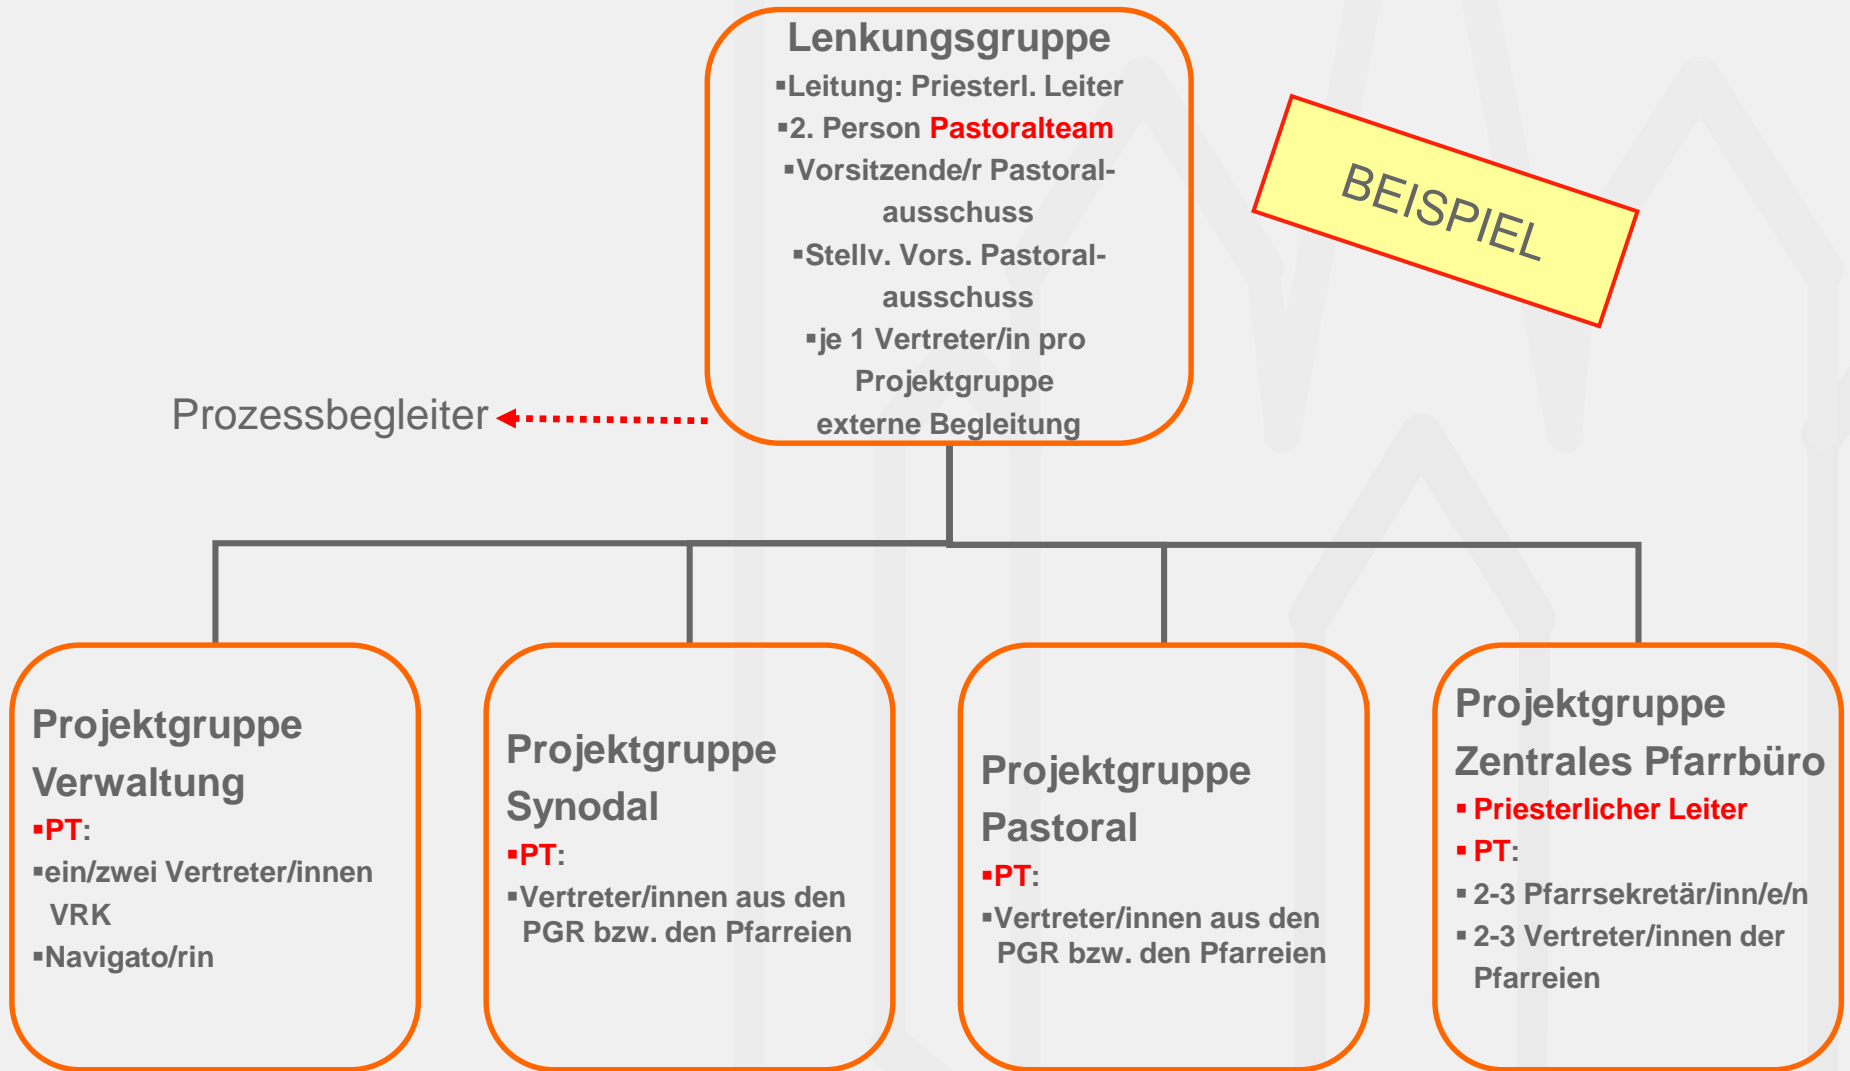 Lenkungsgruppe
▪Leitung: Priesterl. Leiter
▪2. Person Pastoralteam
▪Vorsitzende/r Pastoral-
ausschuss
▪Stellv. Vors. Pastoral-
ausschuss
▪je 1 Vertreter/in pro
Projektgruppe
externe Begleitung
BEISPIEL
Prozessbegleiter
Projektgruppe
Verwaltung
▪PT:
▪ein/zwei Vertreter/innen
VRK
▪Navigato/rin
Projektgruppe
Synodal
▪PT:
▪Vertreter/innen aus den
PGR bzw. den Pfarreien
Projektgruppe
Pastoral
▪PT:
▪Vertreter/innen aus den
PGR bzw. den Pfarreien
Projektgruppe
Zentrales Pfarrbüro
▪ Priesterlicher Leiter
▪ PT:
▪ 2-3 Pfarrsekretär/inn/e/n
▪ 2-3 Vertreter/innen der
Pfarreien